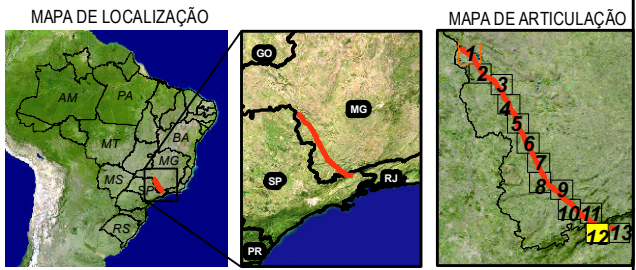 MAPA DE LOCALIZAÇÃO
AM
PA
MT
BA
MG
MS
SP
RS
GO
MG
SP
RJ
PR
MAPA DE ARTICULAÇÃO
1
2
3
4
5
6
7
8
9
10
11
12
13